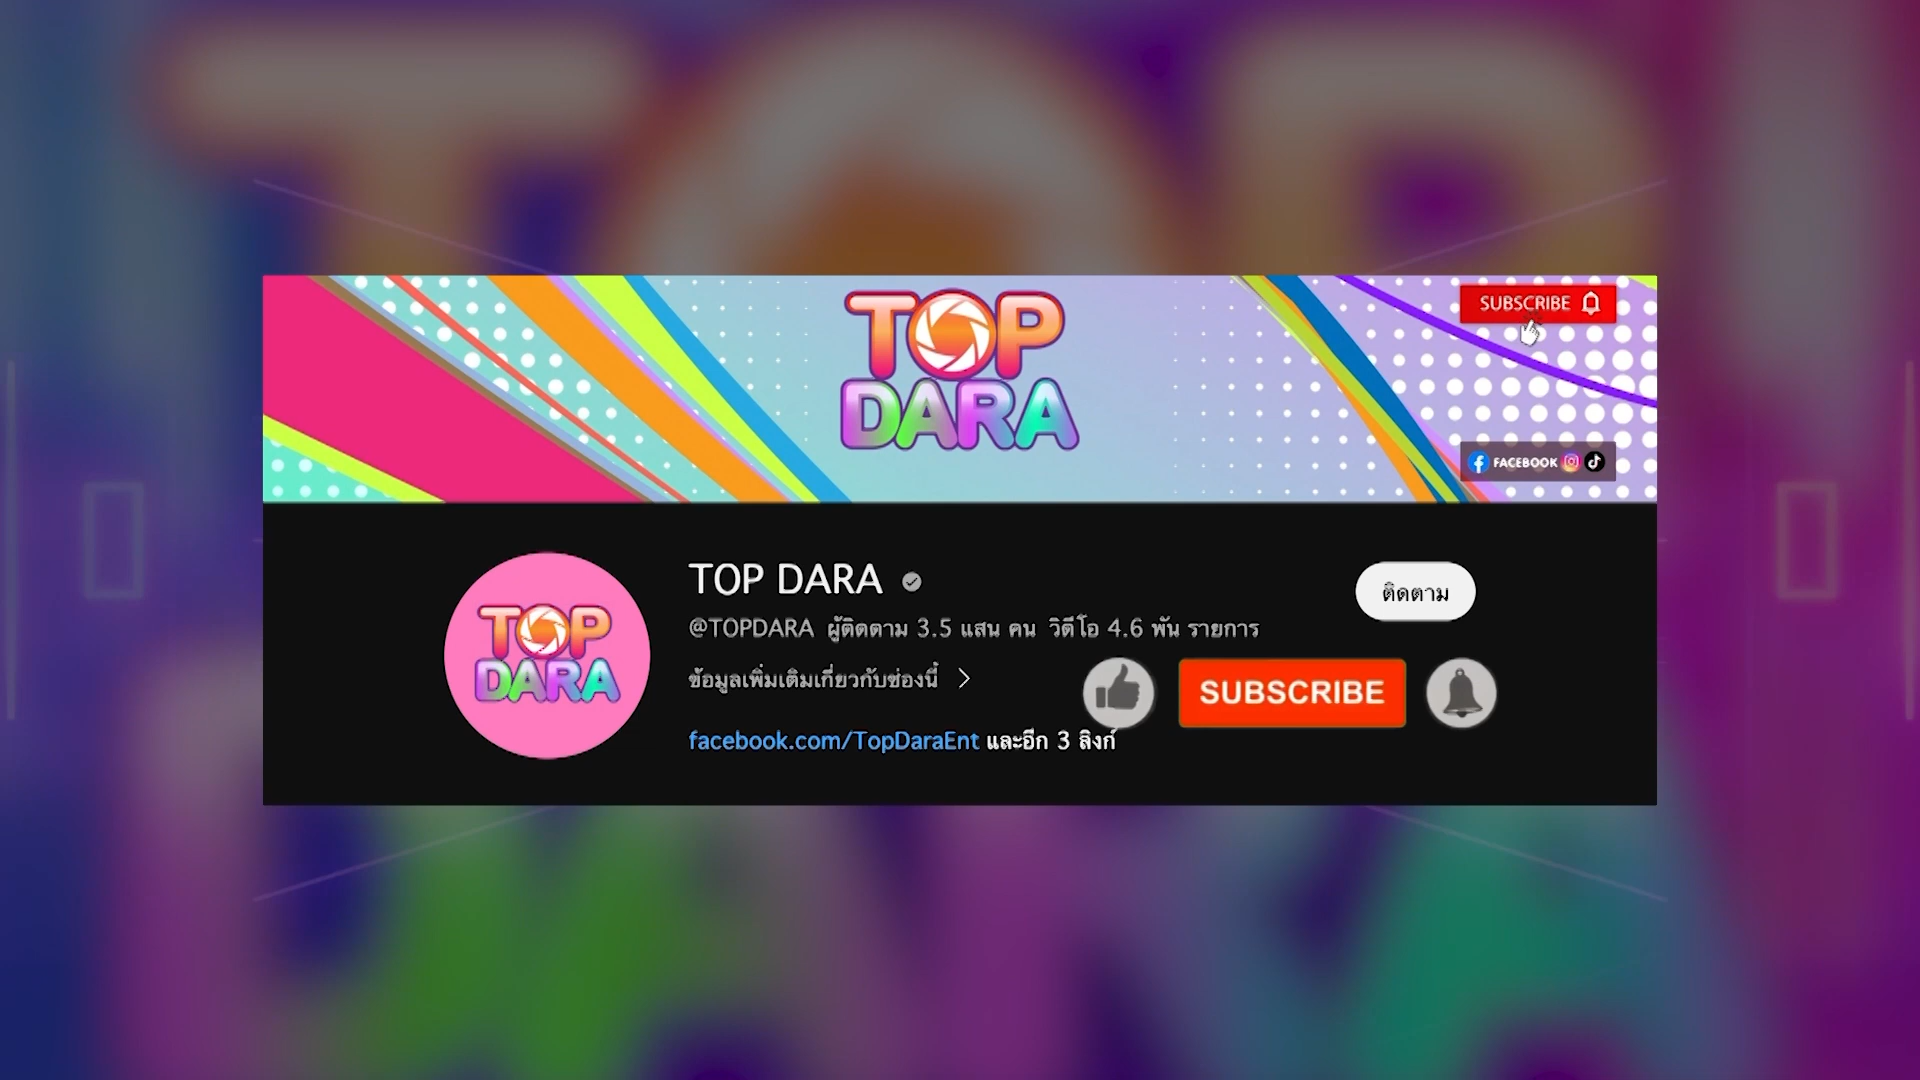 TOP
DARA
SUBSCRIBE
FACEBOOK
TOP
DARA
TOP DARA
@TOPDARA ผู้ติดตาม 3.5 แสน คน วิดีโอ 4.6 พัน รายการ
ติดตาม
ข้อมูลเพิ่มเติมเกี่ยวกับช่องนี้
SUBSCRIBE
facebook.com/TopDaraEnt และอีก 3 ลิงก์